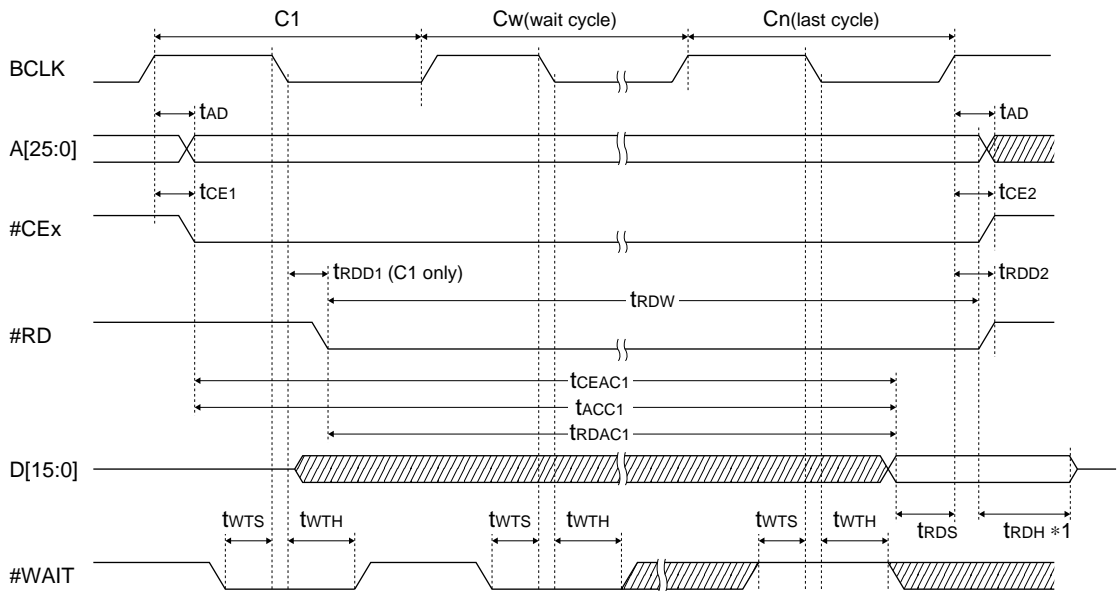 C1 Cw(wait cycle) Cn(last cycle)
BCLK
tAD tAD
A[25:0]
tCE1 tCE2
#CEx
tRDD1 (C1 only) tRDD2
tRDW
#RD
tCEAC1
tACC1
tRDAC1
D[15:0]
tWTS tWTH tWTS tWTH tWTS tWTH tRDS tRDH *1
#WAIT